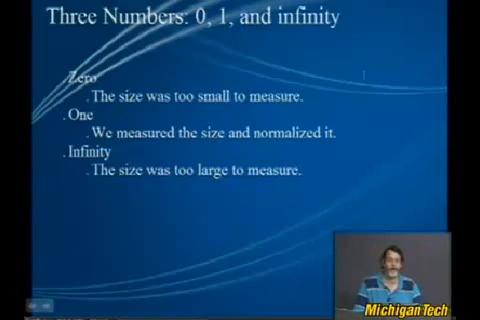 Three Numbers: 0, 1, and infinity
.Zero
.The size was too small to measure.
.One
.We measured the size and normalized it.
.Infinity
.The size was too large to measure.
Michigan Tech